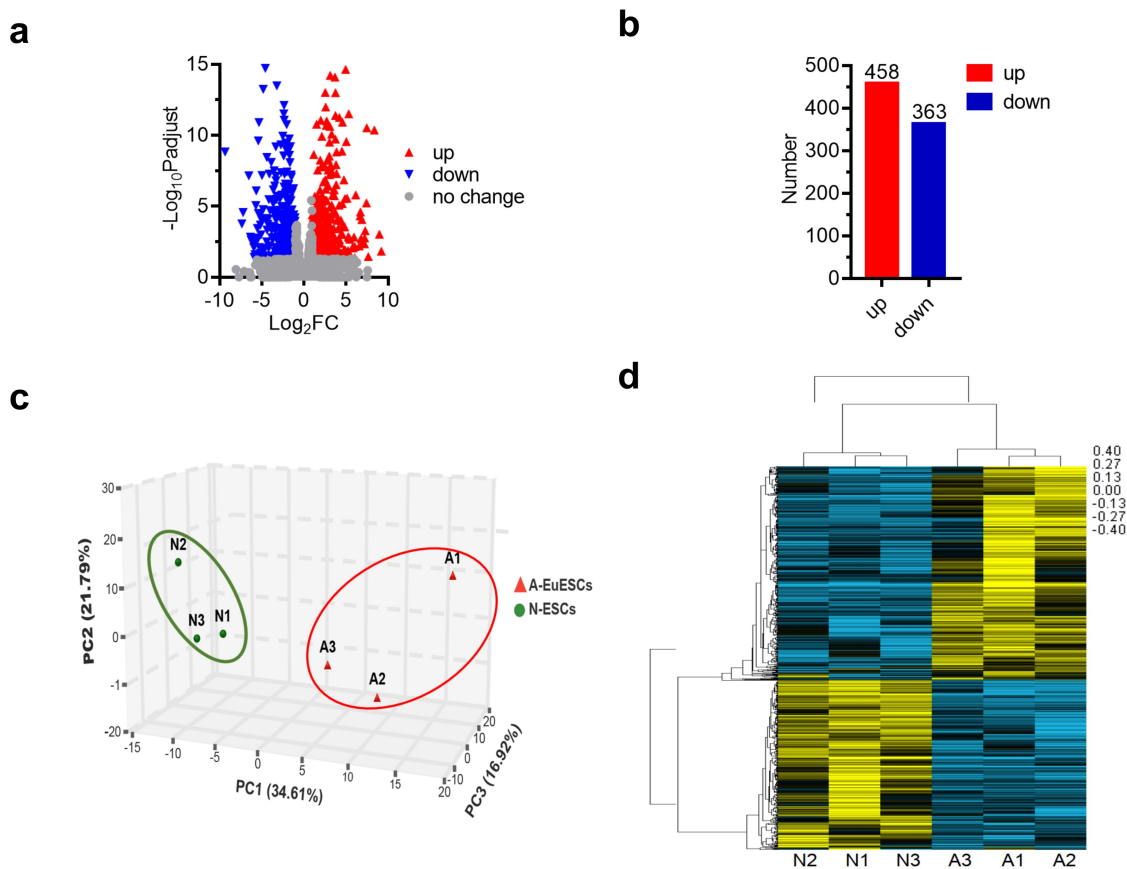 a
15
10
5
0
-10
-5
0
5
10
-Log10Padjust
Log2FC
up
down
no change
b
500
400
300
200
100
0
Number
458
363
up
down
up
down
c
30
20
10
0
-1
-20
PC2 (21.79%)
-15
-10
-5
0
5
10
15
20
PC1 (34.61%)
-10
0
10
20
PC3 (16.92%)
N2
N3
N1
A1
A3
A2
A-EuESCs
N-ESCs
d
0.40
0.27
0.13
0.00
-0.13
-0.27
-0.40
N2 N1 N3 A3 A1 A2